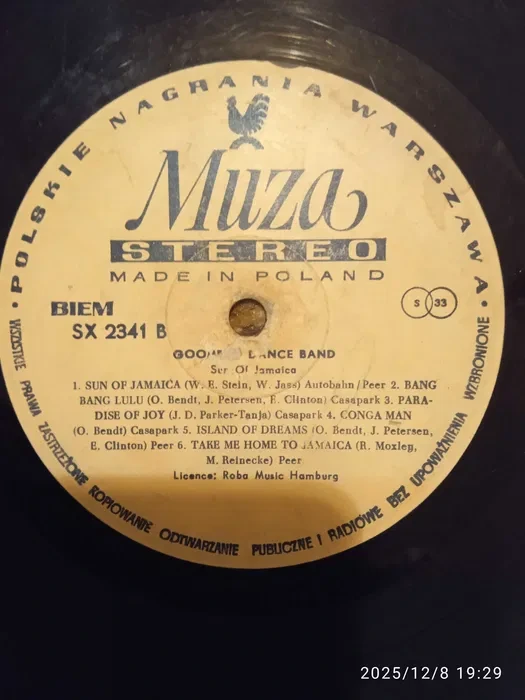 POLSKIE NAGRANIA WARSZAWA
Muza
STEREO
MADE IN POLAND
BIEM
SX 2341 B
S 33
DANCE BAND
Sun Of Jamaica
1. SUN OF JAMAICA (W. E. Stein, W. Jass) Autobahn/Peer 2. BANG
BANG LULU (O. Bendt, J. Petersen, E. Clinton) Casapark 3. PARA-
DISE OF JOY (J. D. Parker-Tanja) Casapark 4. CONGA MAN
(O. Bendt) Casapark 5. ISLAND OF DREAMS (O. Bendt, J. Petersen,
E. Clinton) Peer 6. TAKE ME HOME TO JAMAICA (R. Moxley,
M. Reinecke) Peer
Licence: Roba Music Hamburg
WSZYSTKIE PRAWA ZASTRZEŻONE KOPIOWANIE ODTWARZANIE PUBLICZNE I RADIOWE BEZ UPOWAŻNIENIA WZBRONIONE
2025/12/8 19:29